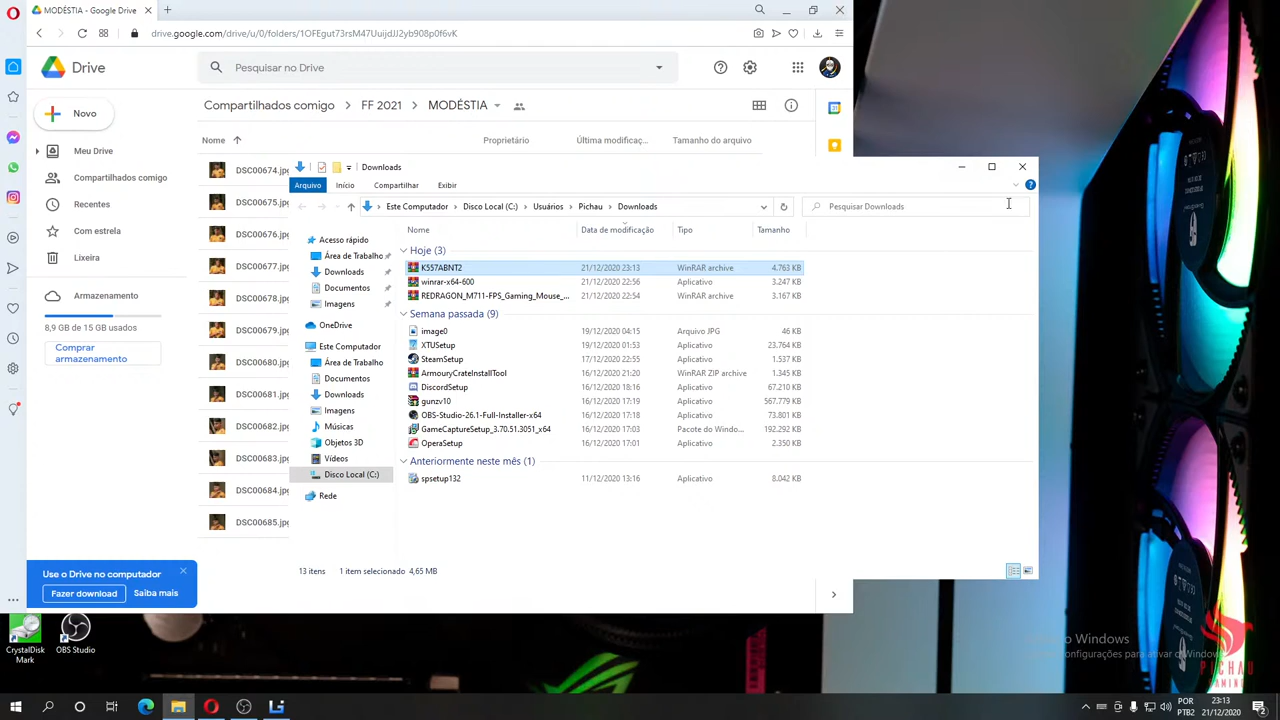 MODÉSTIA - Google Drive
drive.google.com/drive/u/0/folders/1OFEgut73rsM47UuijdJJ2yb908p0f6vK
Drive
Pesquisar no Drive
Novo
Meu Drive
Compartilhados comigo
Recentes
Com estrela
Lixeira
Armazenamento
8,9 GB de 15 GB usados
Comprar
armazenamento
Use o Drive no computador
Fazer download
Saiba mais
Compartilhados comigo
FF 2021
MODÉSTIA
Nome
Proprietário
Última modificaç...
Tamanho do arquivo
DSC00674.jpg
DSC00675.jpg
DSC00676.jpg
DSC00677.jpg
DSC00678.jpg
DSC00679.jpg
DSC00680.jpg
DSC00681.jpg
DSC00682.jpg
DSC00683.jpg
DSC00684.jpg
DSC00685.jpg
Downloads
Arquivo
Início
Compartilhar
Exibir
Este Computador
Disco Local (C:)
Usuários
Pichau
Downloads
Pesquisar Downloads
Acesso rápido
Área de Trabalho
Downloads
Documentos
Imagens
OneDrive
Este Computador
Área de Trabalho
Documentos
Downloads
Imagens
Músicas
Objetos 3D
Vídeos
Disco Local (C:)
Rede
Nome Data de modificação Tipo Tamanho
Hoje (3)
K557ABNT2 21/12/2020 23:13 WinRAR archive 4.763 KB
winrar-x64-600 21/12/2020 22:56 Aplicativo 3.247 KB
REDRAGON_M711-FPS_Gaming_Mouse_... 21/12/2020 22:54 WinRAR archive 3.167 KB
Semana passada (9)
image0 19/12/2020 04:15 Arquivo JPG 46 KB
XTUSetup 19/12/2020 01:53 Aplicativo 23.764 KB
SteamSetup 17/12/2020 22:55 Aplicativo 1.537 KB
ArmouryCrateInstallTool 16/12/2020 21:20 WinRAR ZIP archive 1.345 KB
DiscordSetup 16/12/2020 18:16 Aplicativo 67.210 KB
gunzv10 16/12/2020 17:19 Aplicativo 567.779 KB
OBS-Studio-26.1-Full-Installer-x64 16/12/2020 17:18 Aplicativo 73.801 KB
GameCaptureSetup_3.70.51.3051_x64 16/12/2020 17:04 Pacote do Windo... 192.292 KB
OperaSetup 16/12/2020 17:01 Aplicativo 2.350 KB
Anteriormente neste mês (1)
spsetup132 11/12/2020 13:16 Aplicativo 8.042 KB
13 itens
1 item selecionado 4,65 MB
CrystalDisk
Mark
OBS Studio
o Windows
configurações para ativar o Windows
PICHAU
GAMING
POR
PTB2
23:13
21/12/2020
2